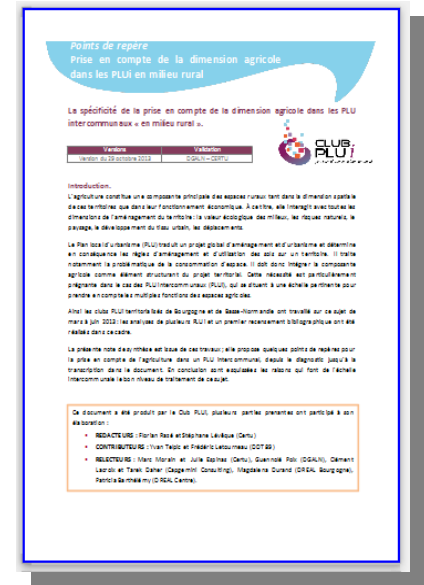 Points de repère
Prise en compte de la dimension agricole
dans les PLUi en milieu rural
La spécificité de la prise en compte de la dimension agricole dans les PLU
intercommunaux « en milieu rural ».
CLUB
PLUi
Versions Validation
Version du 29 octobre 2013 DGALN – CERTU
Introduction.
L'agriculture constitue une composante principale des espaces ruraux tant dans la dimension spatiale
de ces territoires que dans leur fonctionnement économique. À ce titre, elle interagit avec toutes les
dimensions de l'aménagement du territoire : la valeur écologique des milieux, les risques naturels, le
paysage, le développement du tissu urbain, les déplacements.
Le Plan local d'urbanisme (PLU) traduit un projet global d'aménagement et d'urbanisme et détermine
en conséquence les règles d'aménagement et d'utilisation des sols sur un territoire. Il traite
notamment la problématique de la consommation d'espace. Il doit donc intégrer la composante
agricole comme élément structurant du projet territorial. Cette nécessité est particulièrement
prégnante dans le cas des PLU intercommunaux (PLUi), qui se situent à une échelle pertinente pour
prendre en compte les multiples fonctions des espaces agricoles.
Ainsi les clubs PLUi territorialisés de Bourgogne et de Basse-Normandie ont travaillé sur ce sujet de
mars à juin 2013 : les analyses de plusieurs PLUi et un premier recensement bibliographique ont été
réalisés dans ce cadre.
La présente note de synthèse est issue de ces travaux ; elle propose quelques points de repères pour
la prise en compte de l'agriculture dans un PLU intercommunal, depuis le diagnostic jusqu'à la
transcription dans le document. En conclusion sont esquissées les raisons qui font de l'échelle
intercommunale le bon niveau de traitement de ce sujet.
Ce document a été produit par le Club PLUi, plusieurs parties prenantes ont participé à son
élaboration :
• REDACTEURS : Florian Rasé et Stéphane Lévêque (Certu)
• CONTRIBUTEURS : Yvan Telpic et Frédéric Letourneau (DDT 89)
• RELECTEURS : Marc Morain et Julie Espinas (Certu), Guennolé Poix (DGALN), Clément
Lacroix et Tarek Daher (Capgemini Consulting), Magdalena Durand (DREAL Bourgogne),
Patricia Barthélémy (DREAL Centre).